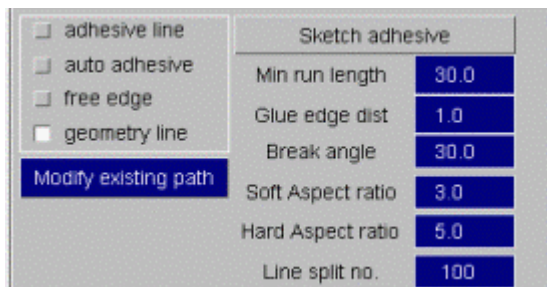 adhesive line
auto adhesive
free edge
geometry line
Modify existing path
Sketch adhesive
Min run length 30.0
Glue edge dist 1.0
Break angle 30.0
Soft Aspect ratio 3.0
Hard Aspect ratio 5.0
Line split no. 100